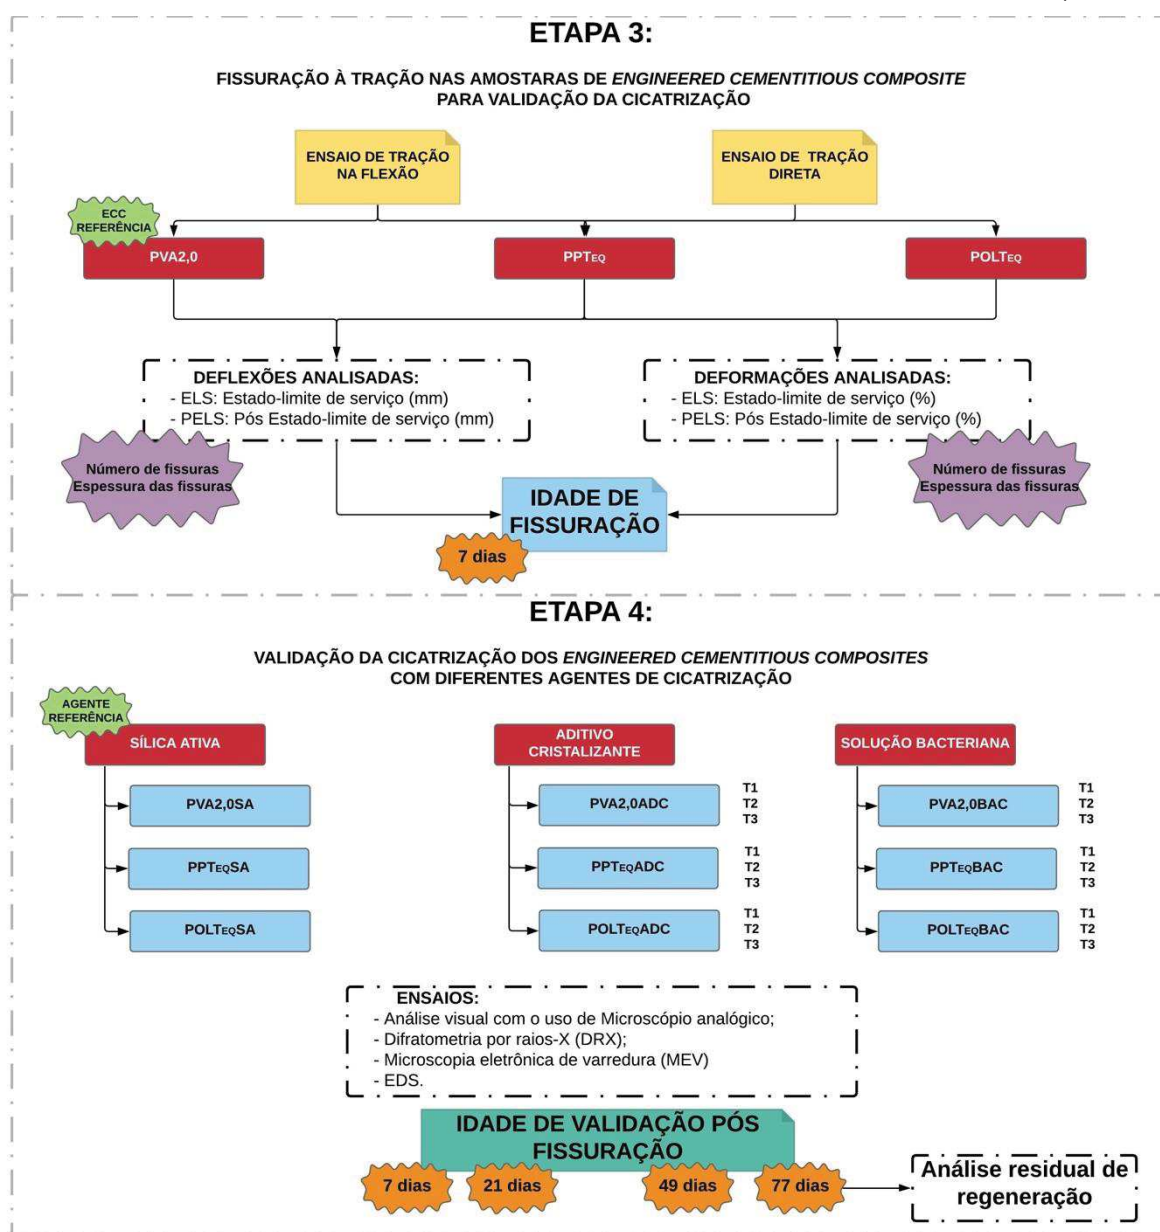 ETAPA 3:
FISSURAÇÃO À TRAÇÃO NAS AMOSTARAS DE ENGINEERED CEMENTITIOUS COMPOSITE
PARA VALIDAÇÃO DA CICATRIZAÇÃO
ENSAIO DE TRAÇÃO
NA FLEXÃO
ENSAIO DE TRAÇÃO
DIRETA
ECC
REFERÊNCIA
PVA2,0
PPTEQ
POLTEQ
DEFLEXÕES ANALISADAS:
- ELS: Estado-limite de serviço (mm)
- PELS: Pós Estado-limite de serviço (mm)
DEFORMAÇÕES ANALISADAS:
- ELS: Estado-limite de serviço (%)
- PELS: Pós Estado-limite de serviço (%)
Número de fissuras
Espessura das fissuras
Número de fissuras
Espessura das fissuras
IDADE DE
FISSURAÇÃO
7 dias
ETAPA 4:
VALIDAÇÃO DA CICATRIZAÇÃO DOS ENGINEERED CEMENTITIOUS COMPOSITES
COM DIFERENTES AGENTES DE CICATRIZAÇÃO
AGENTE
REFERÊNCIA
SÍLICA ATIVA
ADITIVO
CRISTALIZANTE
SOLUÇÃO BACTERIANA
PVA2,0SA
PVA2,0ADC
T1
T2
T3
PVA2,0BAC
T1
T2
T3
PPTEQSA
PPTEQADC
T1
T2
T3
PPTEQBAC
T1
T2
T3
POLTEQSA
POLTEQADC
T1
T2
T3
POLTEQBAC
T1
T2
T3
ENSAIOS:
- Análise visual com o uso de Microscópio analógico;
- Difratometria por raios-X (DRX);
- Microscopia eletrônica de varredura (MEV)
- EDS.
IDADE DE VALIDAÇÃO PÓS
FISSURAÇÃO
7 dias
21 dias
49 dias
77 dias
Análise residual de
regeneração